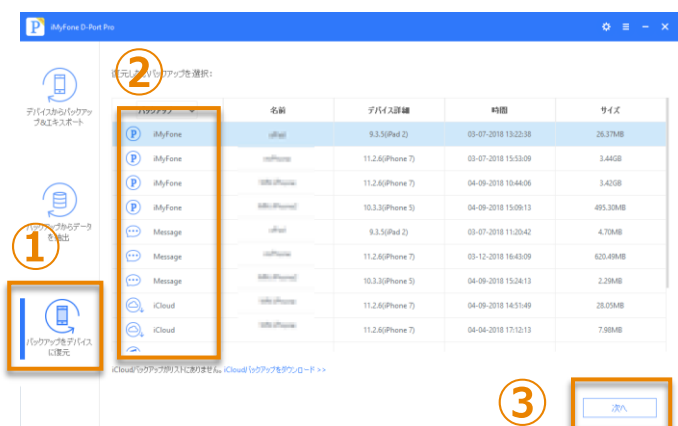 P iMyFone D-Port Pro
②
復元したいバックアップを選択：
デバイスからバックアップ&エキスポート
バックアップ 名前 デバイス詳細 時間 サイズ
P iMyFone 9.3.5(iPad 2) 03-07-2018 13:22:38 26.37MB
P iMyFone 11.2.6(iPhone 7) 03-07-2018 15:53:09 3.44GB
P iMyFone 11.2.6(iPhone 7) 04-09-2018 10:44:06 3.42GB
P iMyFone 10.3.3(iPhone 5) 04-09-2018 15:09:13 495.30MB
バックアップからデータを抽出
①
Message 9.3.5(iPad 2) 03-07-2018 11:20:42 4.70MB
Message 11.2.6(iPhone 7) 03-12-2018 16:43:09 620.49MB
Message 10.3.3(iPhone 5) 04-09-2018 15:24:13 2.29MB
iCloud 11.2.6(iPhone 7) 04-09-2018 14:51:49 28.05MB
iCloud 11.2.6(iPhone 7) 04-04-2018 17:12:13 7.98MB
バックアップをデバイスに復元
iCloudバックアップがリストにありません。iCloudバックアップをダウンロード >>
③
次へ